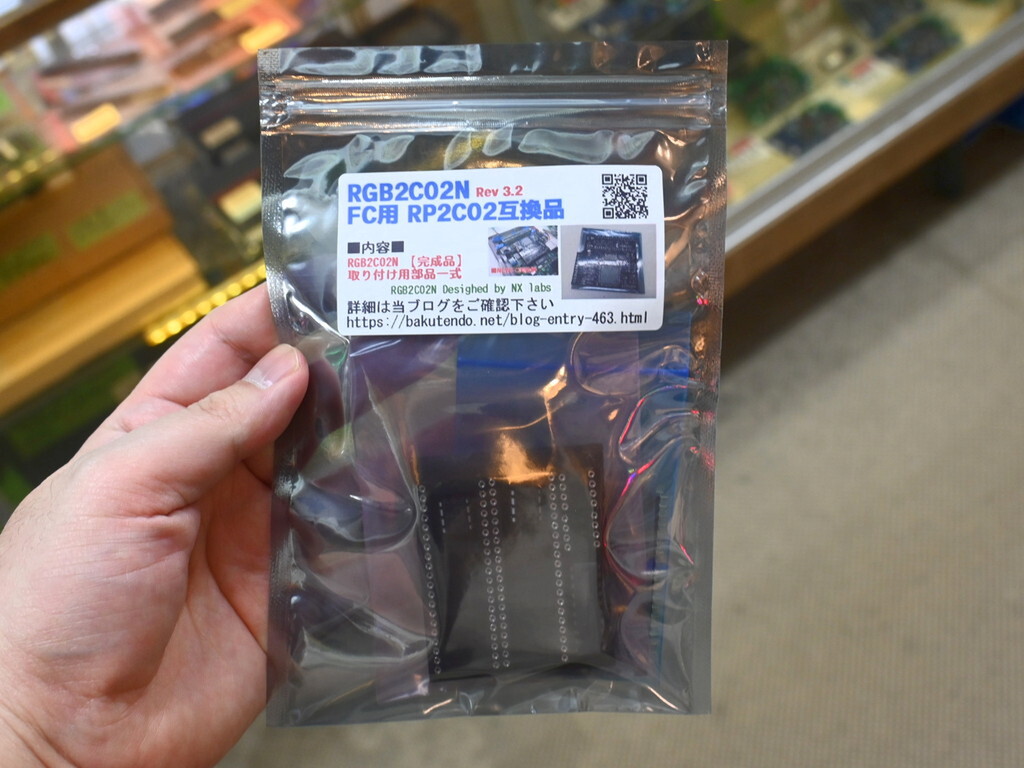 RGB2C02N Rev 3.2
FC用 RP2C02互換品
■内容■
RGB2C02N 【完成品】
取り付け用部品一式
RGB2C02N Desighed by NX labs
詳細は当ブログをご確認下さい
https://bakutendo.net/blog-entry-463.html